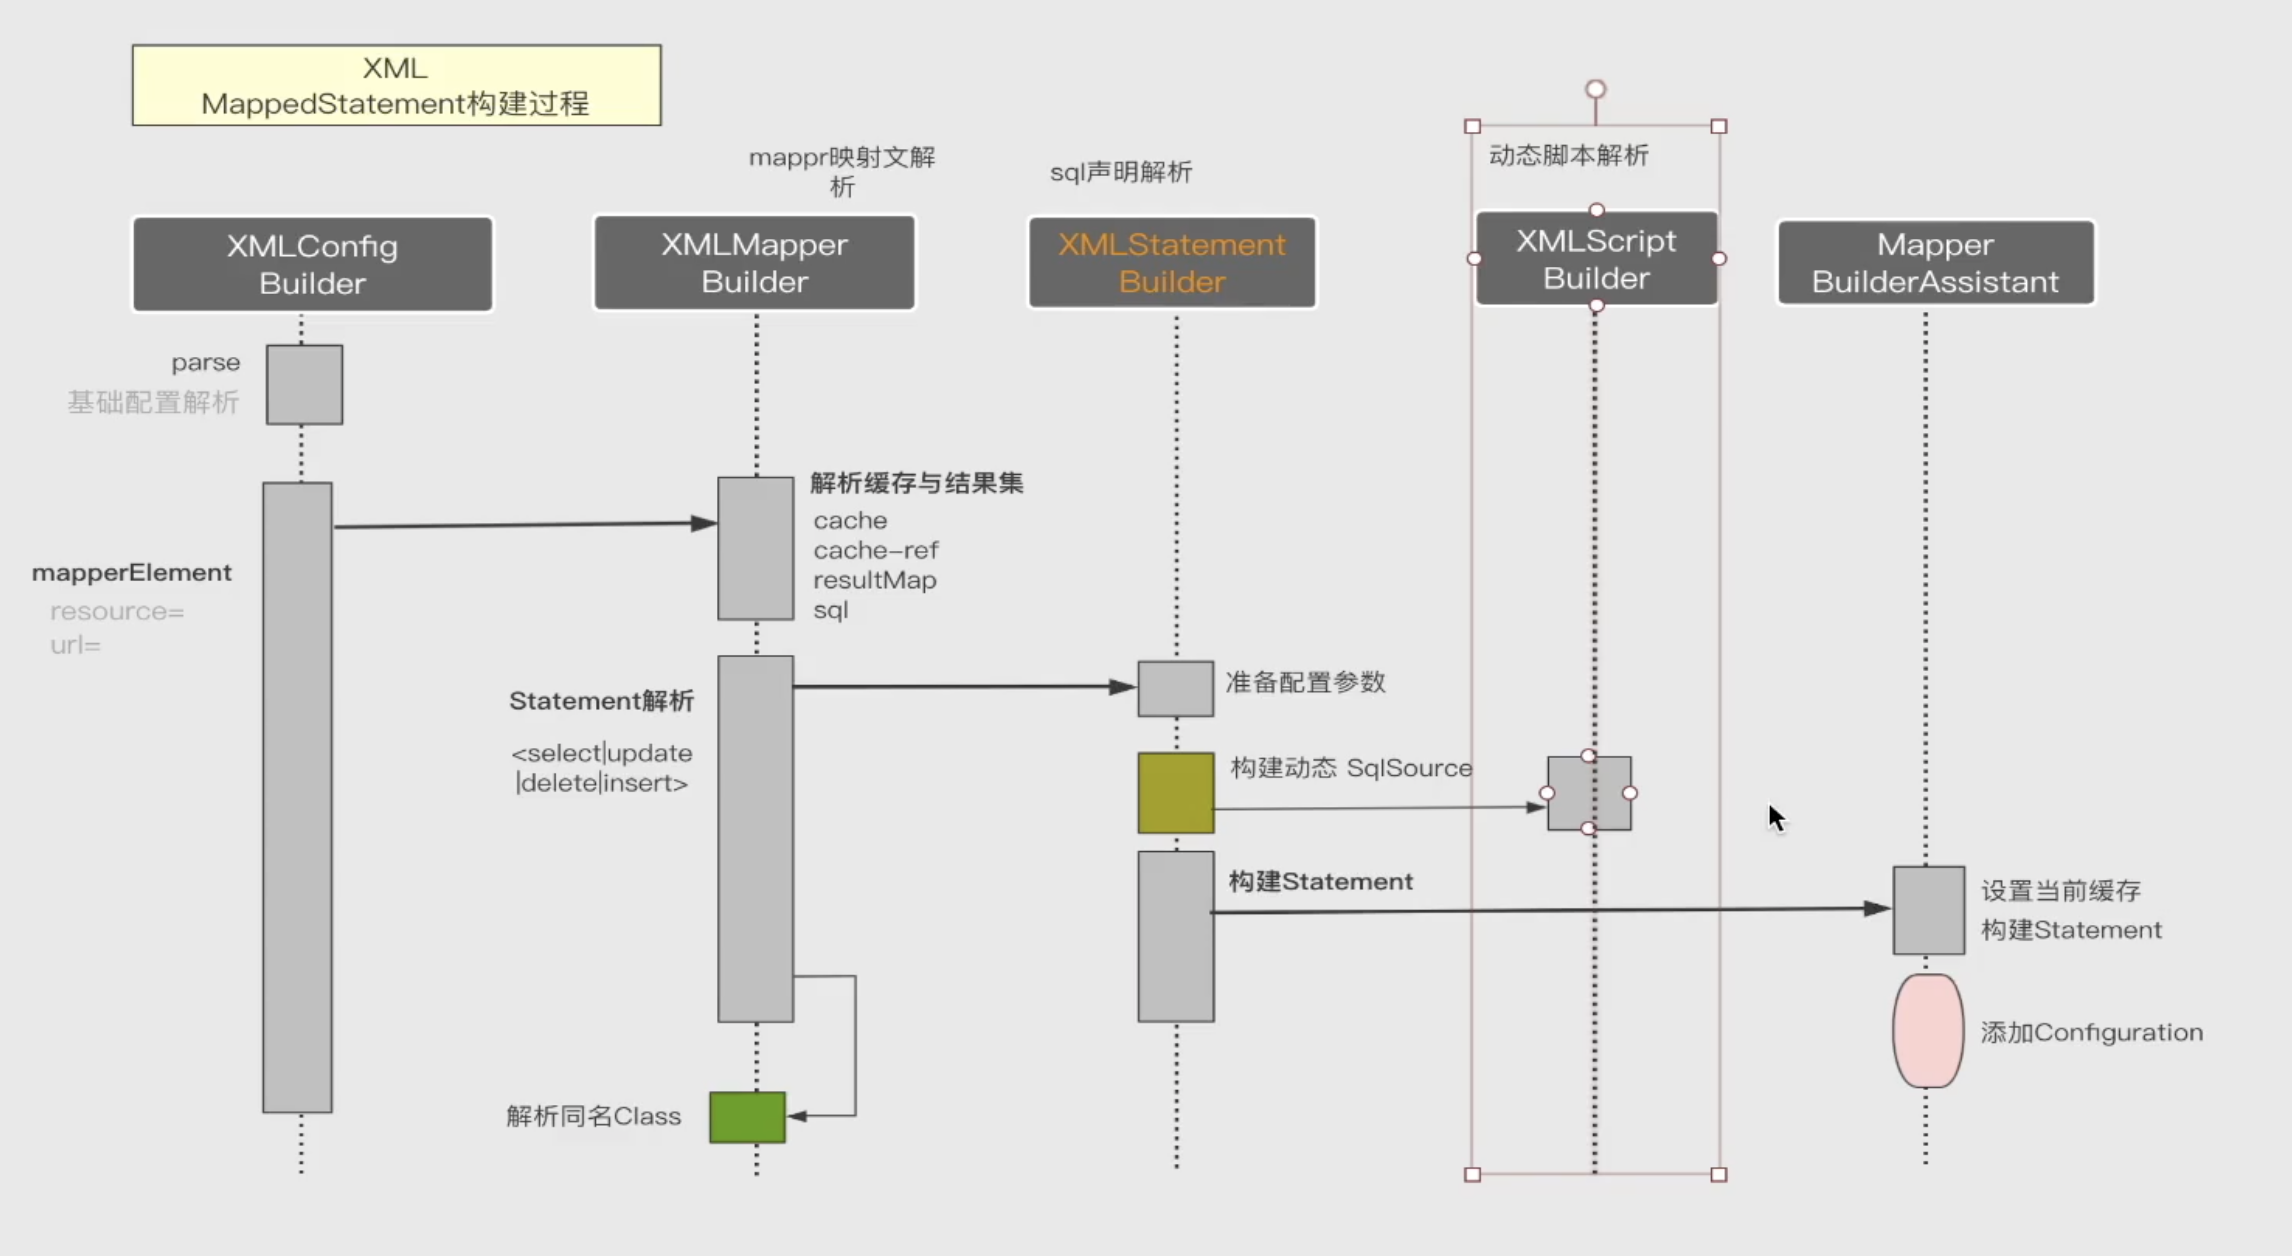 XML
MappedStatement构建过程
mappr映射文解
析
sql声明解析
动态脚本解析
XMLConfig
Builder
XMLMapper
Builder
XMLStatement
Builder
XMLScript
Builder
Mapper
BuilderAssistant
parse
基础配置解析
解析缓存与结果集
cache
cache-ref
resultMap
sql
mapperElement
resource=
url=
Statement解析
<select|update
|delete|insert>
准备配置参数
构建动态 SqlSource
构建Statement
设置当前缓存
构建Statement
添加Configuration
解析同名Class